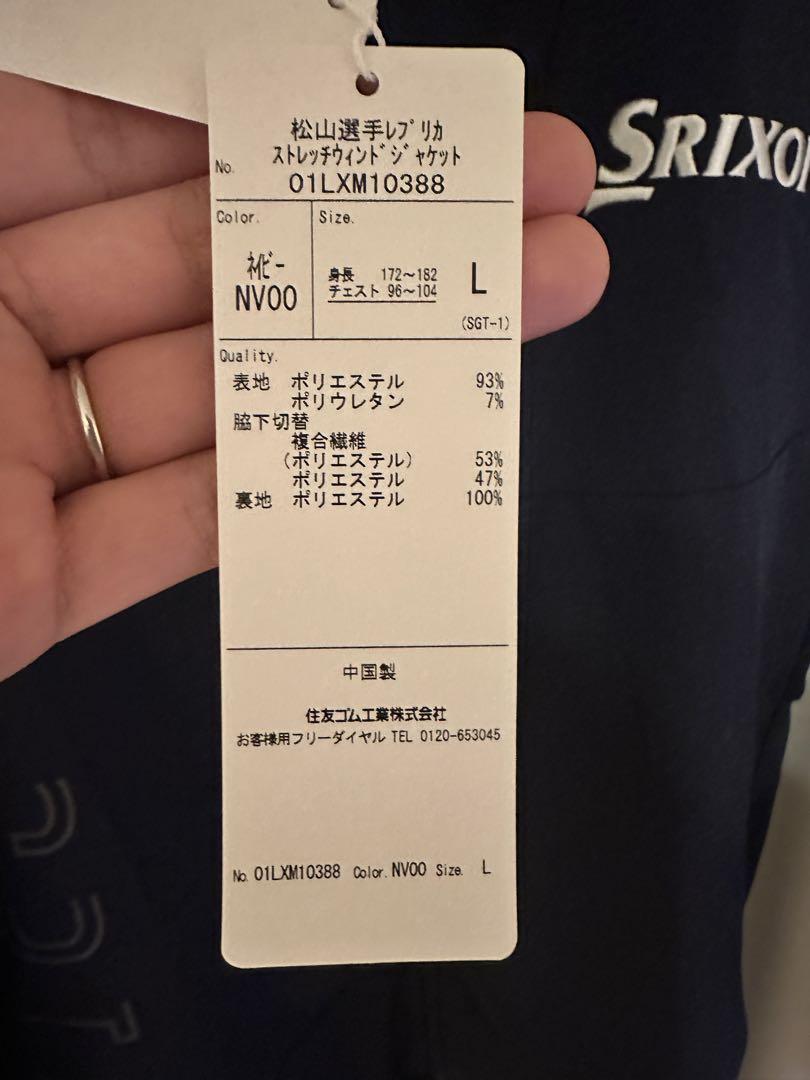 松山選手レプリカ
ストレッチウィンドジャケット
No. 01LXM10388
Color. Size.
ネイビー
NV00
身長 172〜182
チェスト 96〜104
L
(SGT-1)
Quality.
表地 ポリエステル 93%
ポリウレタン 7%
脇下切替
複合繊維
(ポリエステル) 53%
ポリエステル 47%
裏地 ポリエステル 100%
中国製
住友ゴム工業株式会社
お客様用フリーダイヤル TEL 0120-653045
No. 01LXM10388 Color. NV00 Size. L
SRIXON